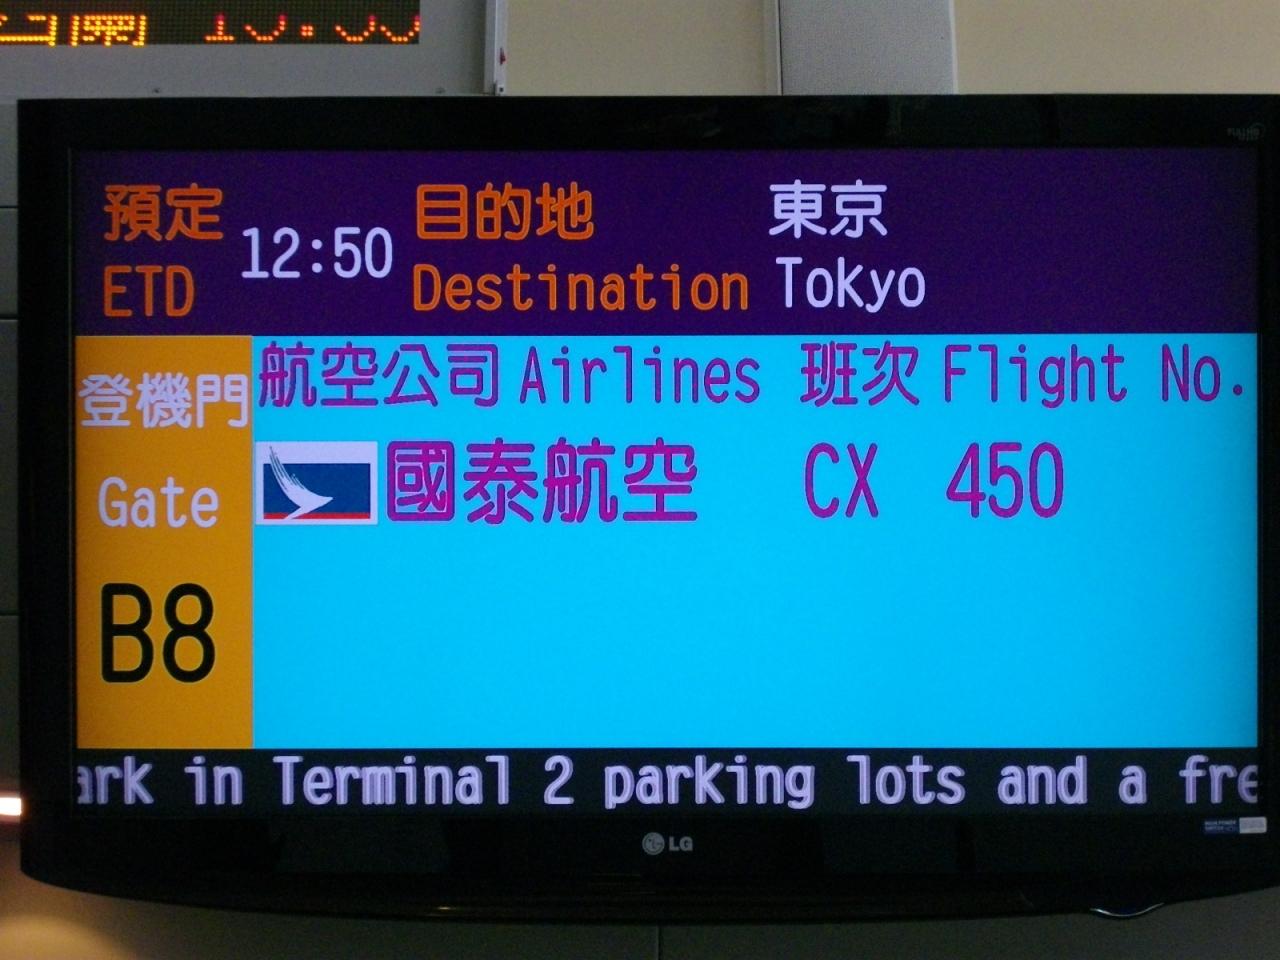 預定 12:50 目的地 東京
ETD Destination Tokyo
登機門 航空公司 Airlines 班次 Flight No.
國泰航空 CX 450
Gate
B8
in Terminal 2 parking lots and a
LG